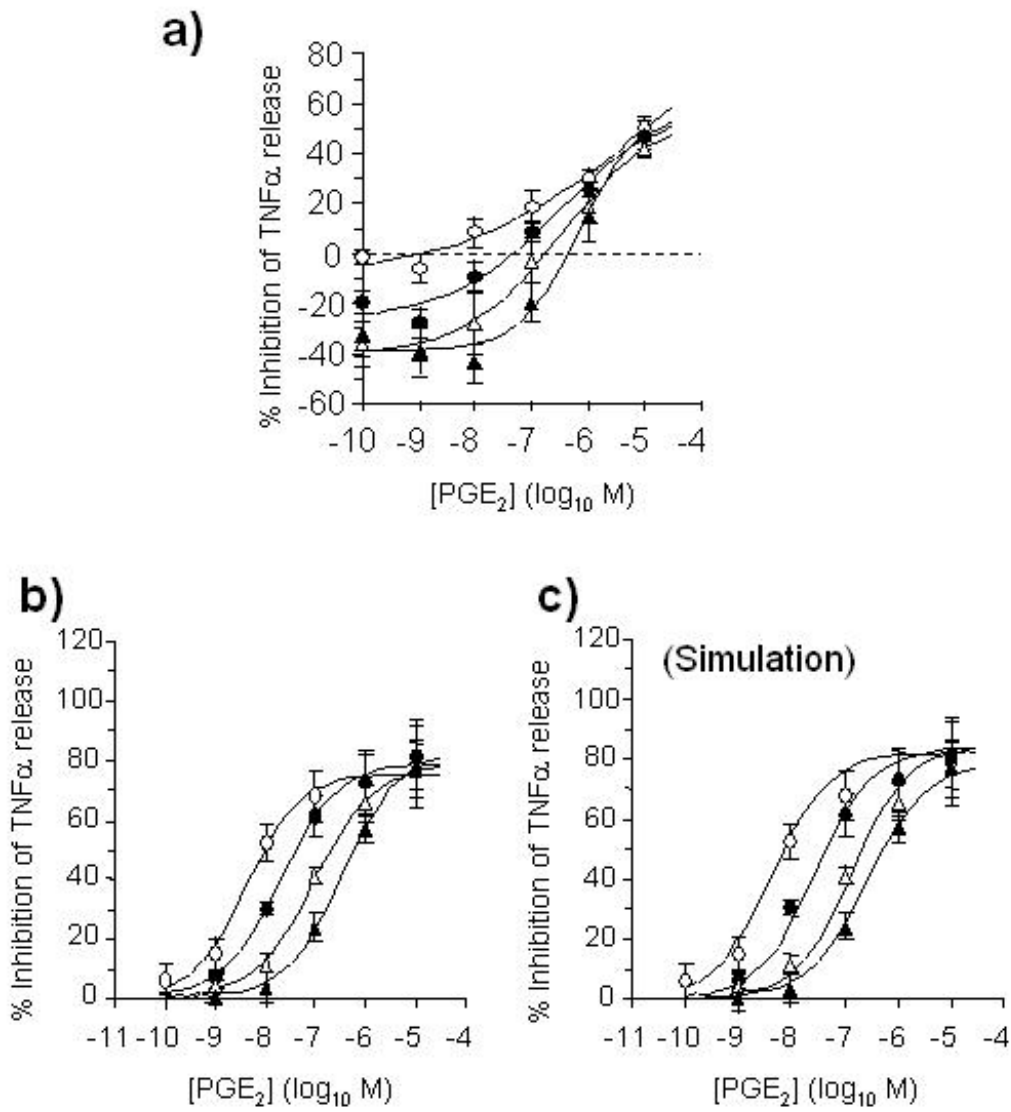 a)
% Inhibition of TNFα release
80
60
40
20
0
-20
-40
-60
-10 -9 -8 -7 -6 -5 -4
[PGE₂] (log₁₀ M)
b)
% Inhibition of TNFα release
120
100
80
60
40
20
0
-11 -10 -9 -8 -7 -6 -5 -4
[PGE₂] (log₁₀ M)
c)
(Simulation)
% Inhibition of TNFα release
120
100
80
60
40
20
0
-11 -10 -9 -8 -7 -6 -5 -4
[PGE₂] (log₁₀ M)